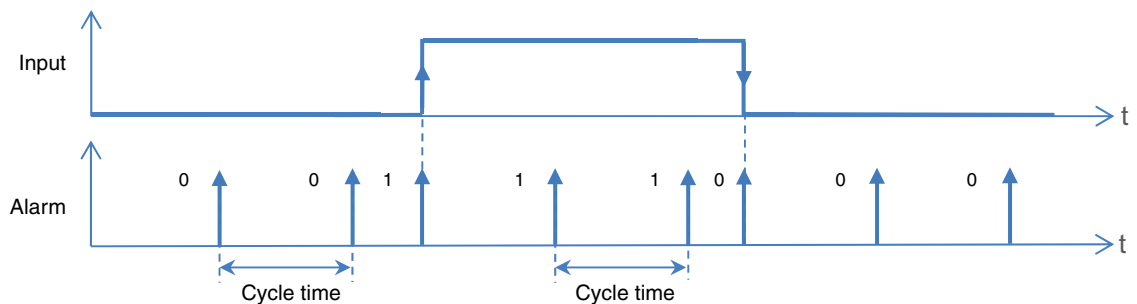 Input
t
0 0 1 1 1 0 0 0
Alarm
t
Cycle time Cycle time